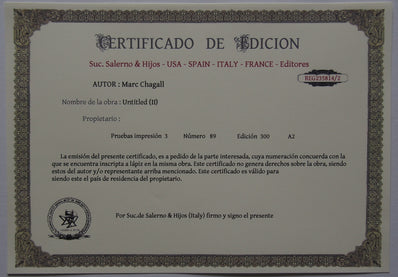 CERTIFICADO DE EDICION
Suc. Salerno & Hijos - USA - SPAIN - ITALY - FRANCE - Editores
REG235814/2
AUTOR : Marc Chagall
Nombre de la obra : Untitled (II)
Propietario :
Pruebas impresión 3 Número 89 Edición 300 A2
La emisión del presente certificado, es a pedido de la parte interesada, cuya numeración concuerda con la
que se encuentra inscripta a lápiz en la misma obra. Este certificado no genera derechos sobre la obra, siendo
estos del autor y/o representante arriba mencionado. Este certificado es válido para
siendo este el país de residencia del propietario.
Por Suc.de Salerno & Hijos (Italy) firmo y signo el presente